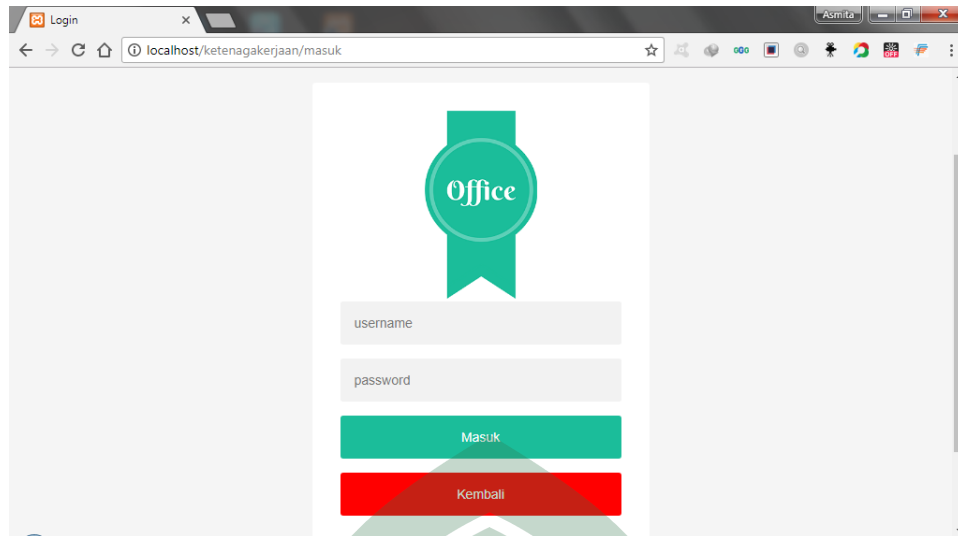 Login
Asmita
localhost/ketenagakerjaan/masuk
Office
username
password
Masuk
Kembali